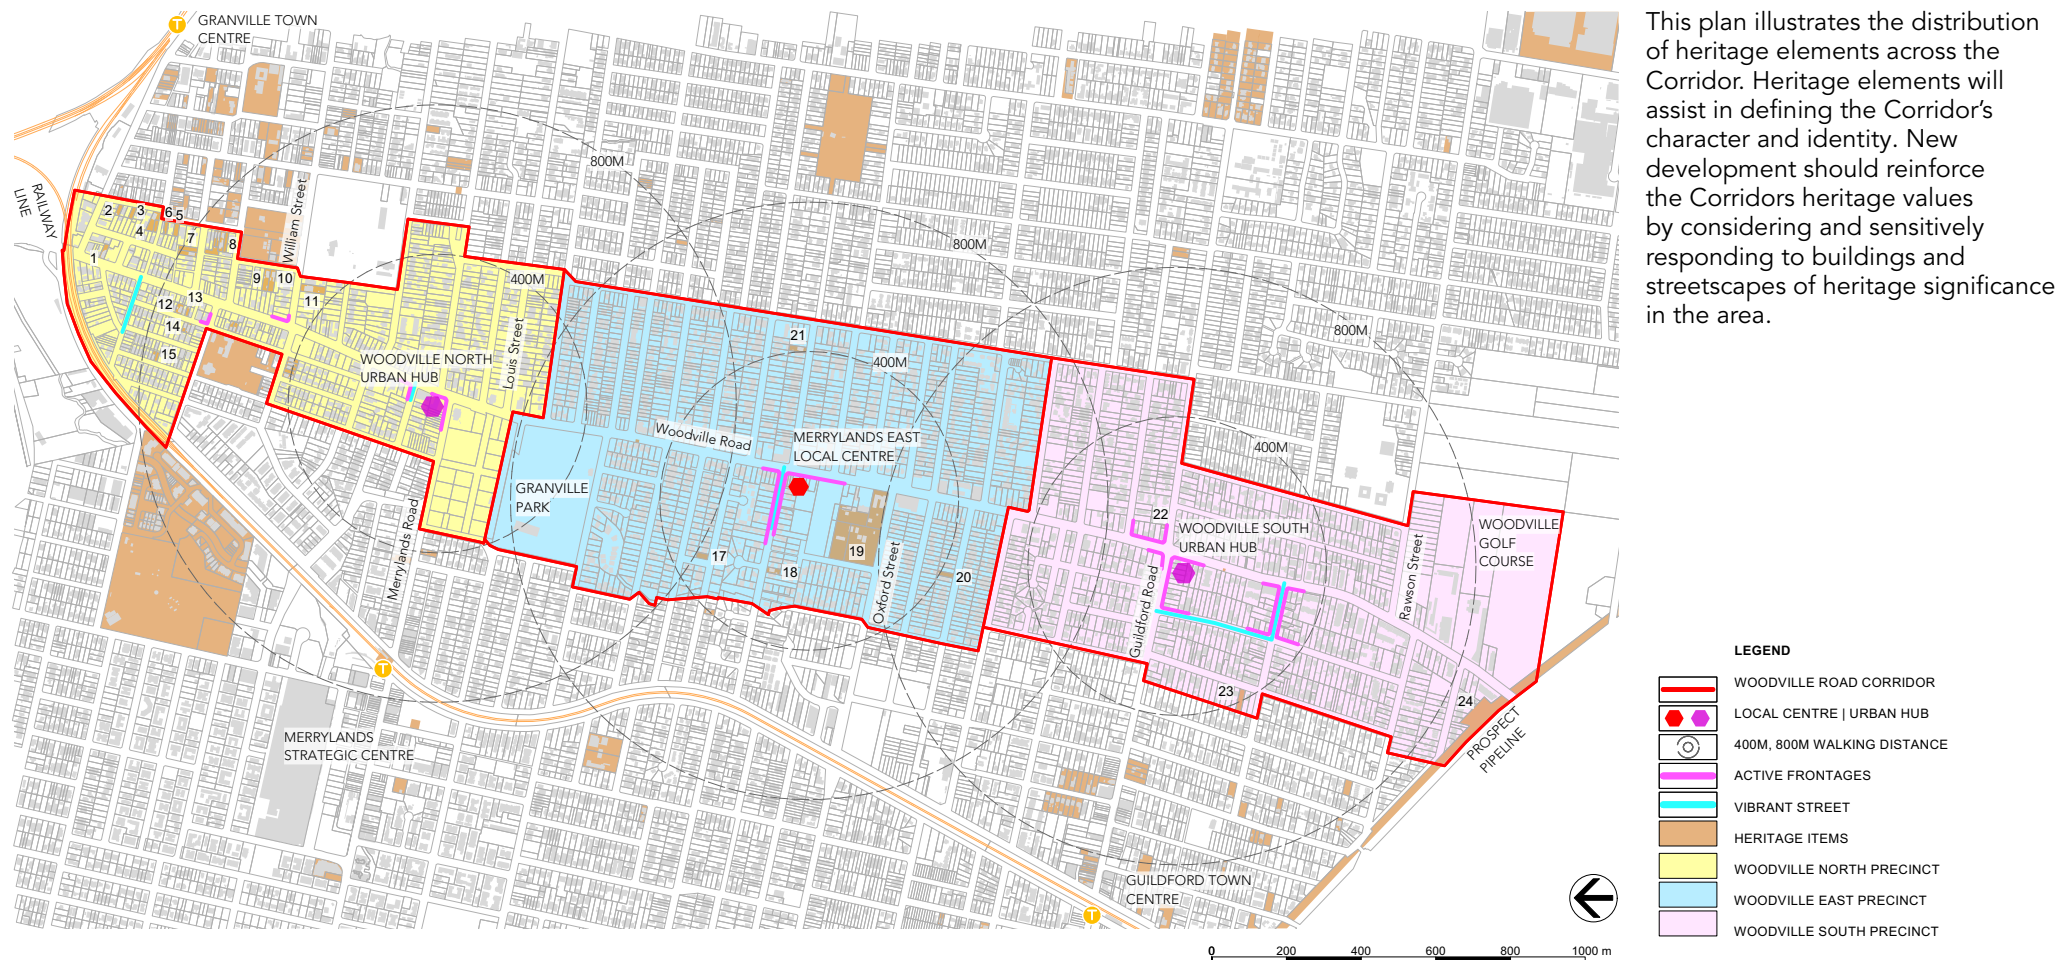 This plan illustrates the distribution
of heritage elements across the
Corridor. Heritage elements will
assist in defining the Corridor's
character and identity. New
development should reinforce
the Corridors heritage values
by considering and sensitively
responding to buildings and
streetscapes of heritage significance
in the area.
T
GRANVILLE TOWN
CENTRE
RAILWAY
LINE
800M
800M
800M
400M
400M
400M
2
3
6
5
4
7
8
1
9
10
11
12
13
14
15
William Street
WOODVILLE NORTH
URBAN HUB
Louis Street
Merrylands Road
GRANVILLE
PARK
Woodville Road
21
MERRYLANDS EAST
LOCAL CENTRE
17
18
19
20
Oxford Street
22
WOODVILLE SOUTH
URBAN HUB
Guildford Road
23
Rawson Street
WOODVILLE
GOLF
COURSE
24
PROSPECT
PIPELINE
T
MERRYLANDS
STRATEGIC CENTRE
GUILDFORD TOWN
CENTRE
T
LEGEND
WOODVILLE ROAD CORRIDOR
LOCAL CENTRE | URBAN HUB
400M, 800M WALKING DISTANCE
ACTIVE FRONTAGES
VIBRANT STREET
HERITAGE ITEMS
WOODVILLE NORTH PRECINCT
WOODVILLE EAST PRECINCT
WOODVILLE SOUTH PRECINCT
0 200 400 600 800 1000 m